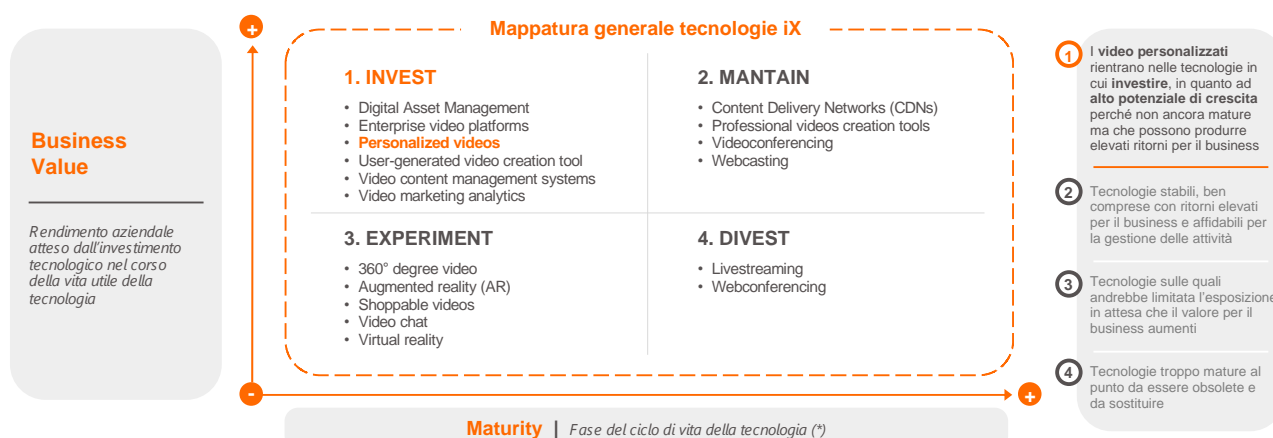 Mappatura generale tecnologie iX
Business
Value
Rendimento aziendale
atteso dall'investimento
tecnologico nel corso
della vita utile della
tecnologia
+
-
+
1. INVEST
• Digital Asset Management
• Enterprise video platforms
• Personalized videos
• User-generated video creation tool
• Video content management systems
• Video marketing analytics
2. MANTAIN
• Content Delivery Networks (CDNs)
• Professional videos creation tools
• Videoconferencing
• Webcasting
3. EXPERIMENT
• 360° degree video
• Augmented reality (AR)
• Shoppable videos
• Video chat
• Virtual reality
4. DIVEST
• Livestreaming
• Webconferencing
Maturity | Fase del ciclo di vita della tecnologia (*)
1
I video personalizzati
rientrano nelle tecnologie in
cui investire, in quanto ad
alto potenziale di crescita
perché non ancora mature
ma che possono produrre
elevati ritorni per il business
2
Tecnologie stabili, ben
comprese con ritorni elevati
per il business e affidabili per
la gestione delle attività
3
Tecnologie sulle quali
andrebbe limitata l'esposizione
in attesa che il valore per il
business aumenti
4
Tecnologie troppo mature al
punto da essere obsolete e
da sostituire